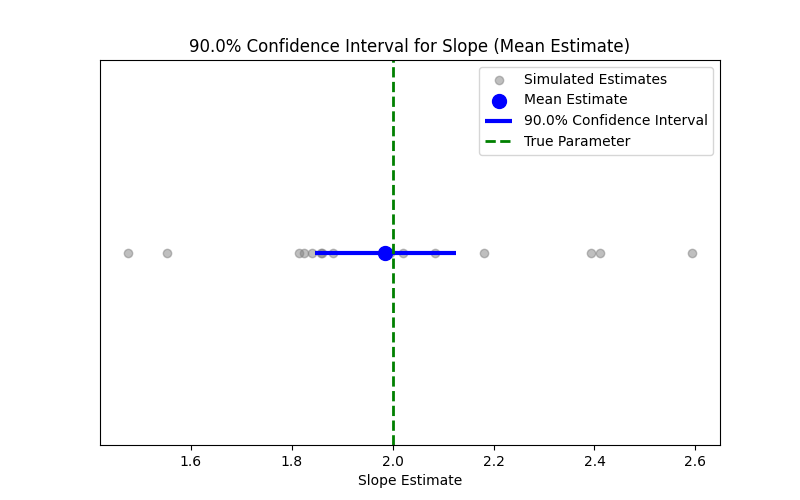 90.0% Confidence Interval for Slope (Mean Estimate)
Simulated Estimates
Mean Estimate
90.0% Confidence Interval
True Parameter
1.6 1.8 2.0 2.2 2.4 2.6
Slope Estimate